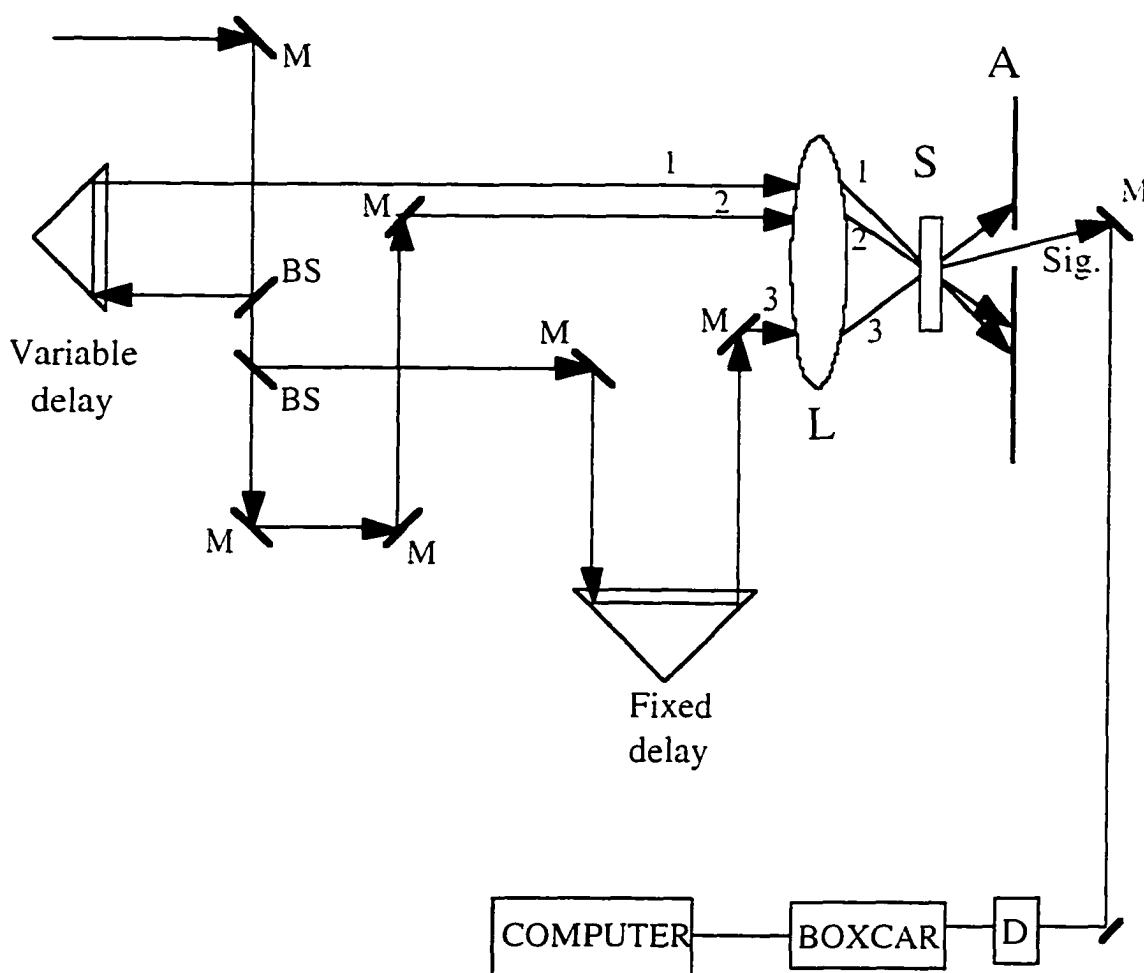 M
A
1
S
1
M
M
2
2
BS
Sig.
3
M
M
3
Variable
delay
BS
L
M
M
Fixed
delay
COMPUTER
BOXCAR
D